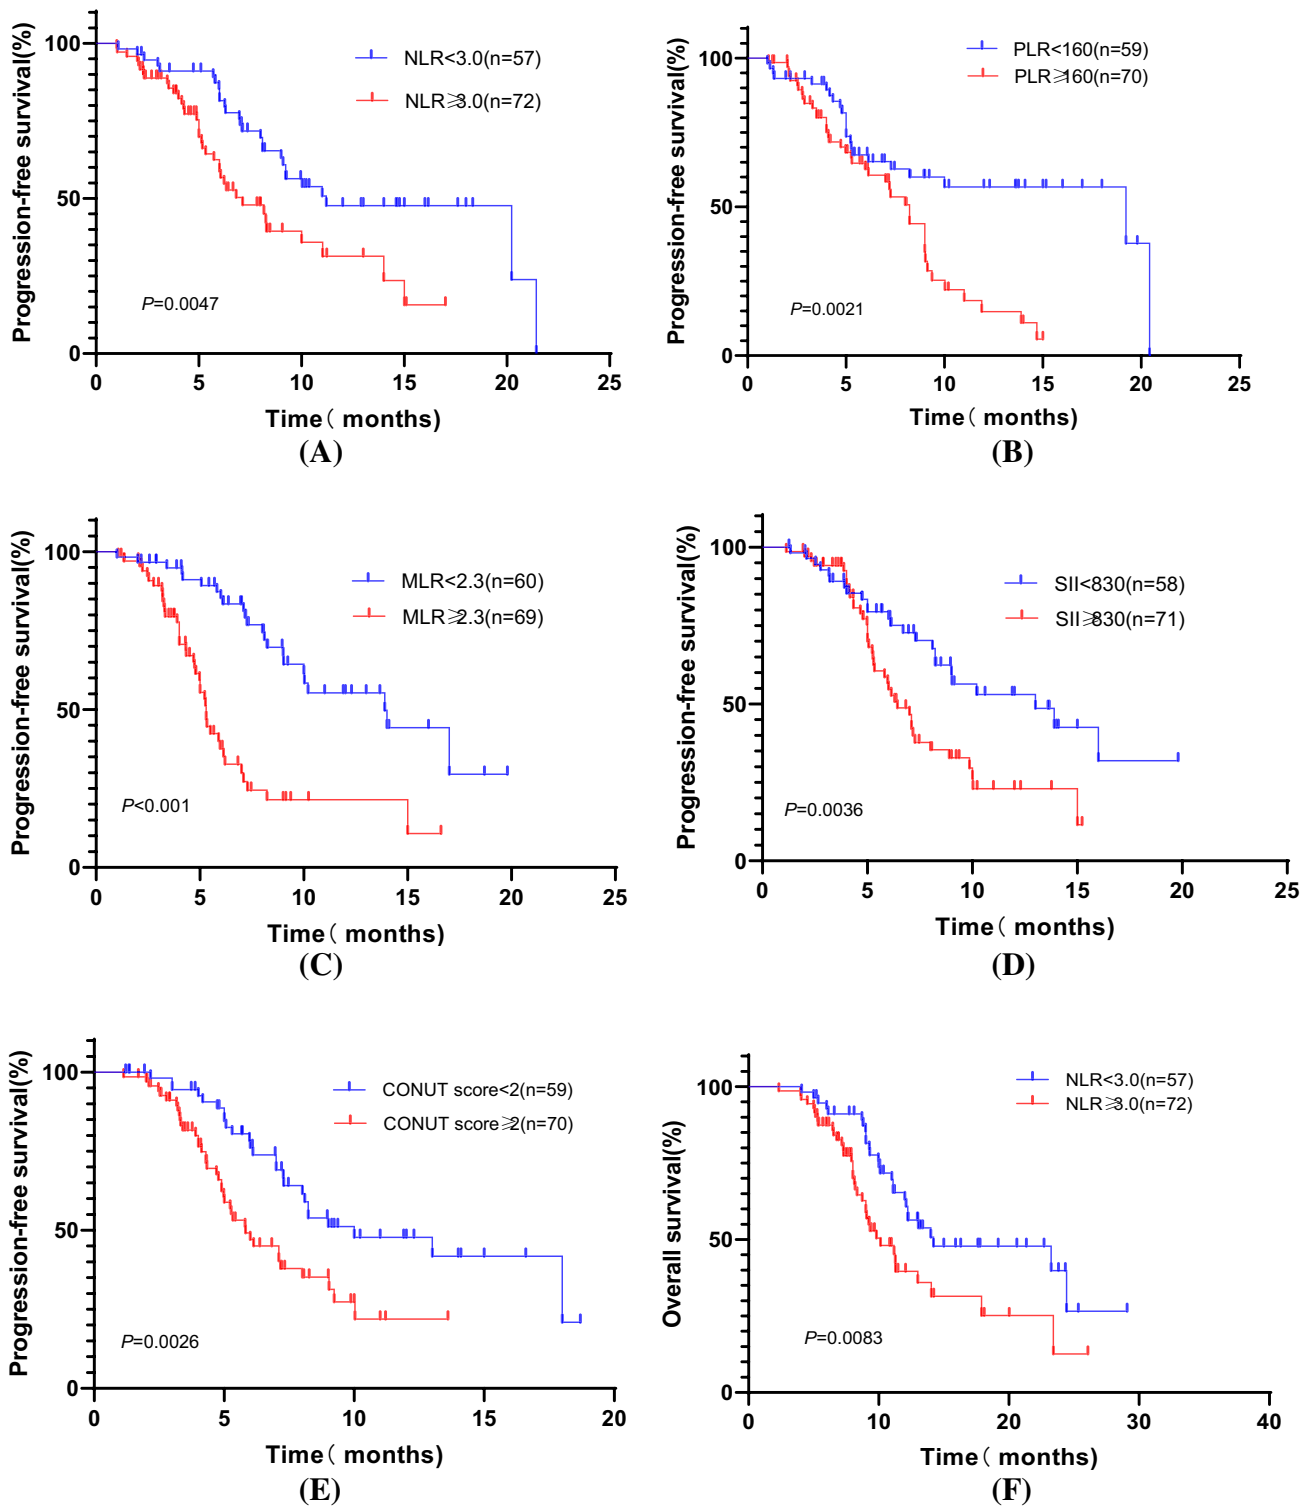 Progression-free survival(%)
100
50
0
NLR<3.0(n=57)
NLR≥3.0(n=72)
P=0.0047
0 5 10 15 20 25
Time( months)
(A)
Progression-free survival(%)
100
50
0
PLR<160(n=59)
PLR≥160(n=70)
P=0.0021
0 5 10 15 20 25
Time( months)
(B)
Progression-free survival(%)
100
50
0
MLR<2.3(n=60)
MLR≥2.3(n=69)
P<0.001
0 5 10 15 20 25
Time( months)
(C)
Progression-free survival(%)
100
50
0
SII<830(n=58)
SII≥830(n=71)
P=0.0036
0 5 10 15 20 25
Time( months)
(D)
Progression-free survival(%)
100
50
0
CONUT score<2(n=59)
CONUT score≥2(n=70)
P=0.0026
0 5 10 15 20
Time( months)
(E)
Overall survival(%)
100
50
0
NLR<3.0(n=57)
NLR≥3.0(n=72)
P=0.0083
0 10 20 30 40
Time( months)
(F)